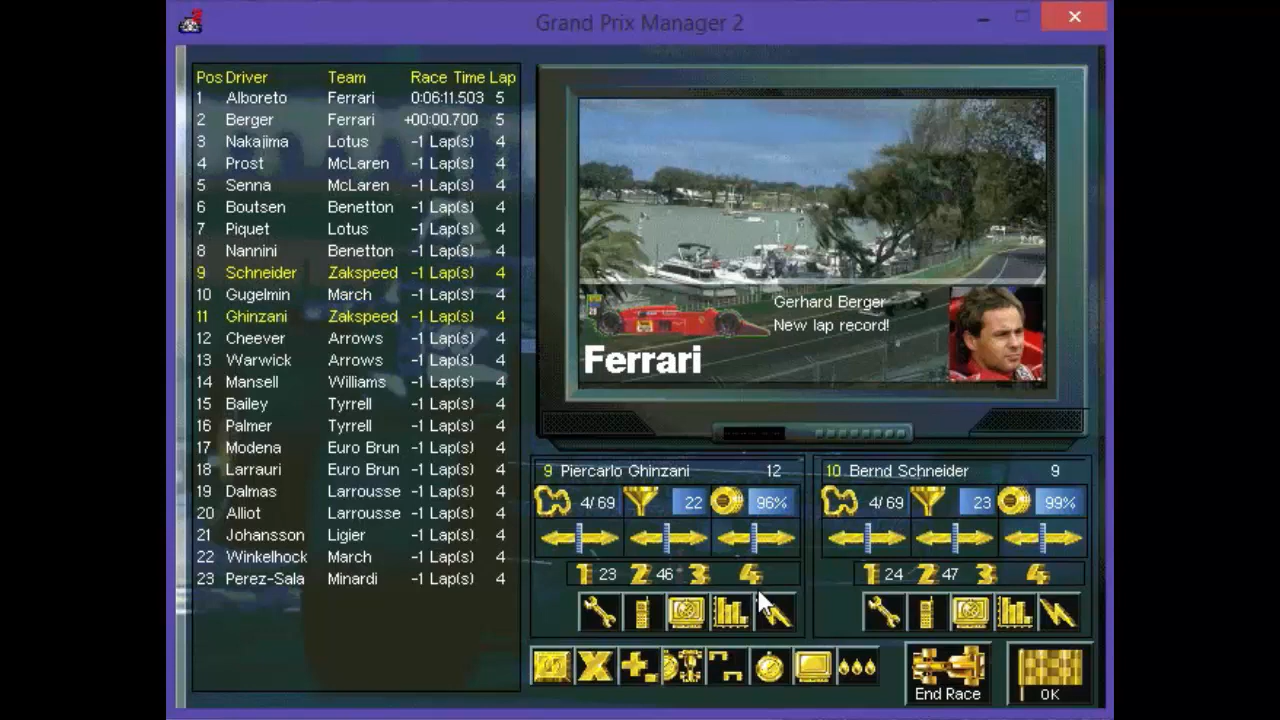 Grand Prix Manager 2
Pos Driver Team Race Time Lap
1 Alboreto Ferrari 0:06:11.503 5
2 Berger Ferrari +00:00.700 5
3 Nakajima Lotus -1 Lap(s) 4
4 Prost McLaren -1 Lap(s) 4
5 Senna McLaren -1 Lap(s) 4
6 Boutsen Benetton -1 Lap(s) 4
7 Piquet Lotus -1 Lap(s) 4
8 Nannini Benetton -1 Lap(s) 4
9 Schneider Zakspeed -1 Lap(s) 4
10 Gugelmin March -1 Lap(s) 4
11 Ghinzani Zakspeed -1 Lap(s) 4
12 Cheever Arrows -1 Lap(s) 4
13 Warwick Arrows -1 Lap(s) 4
14 Mansell Williams -1 Lap(s) 4
15 Bailey Tyrrell -1 Lap(s) 4
16 Palmer Tyrrell -1 Lap(s) 4
17 Modena Euro Brun -1 Lap(s) 4
18 Larrauri Euro Brun -1 Lap(s) 4
19 Dalmas Larrousse -1 Lap(s) 4
20 Alliot Larrousse -1 Lap(s) 4
21 Johansson Ligier -1 Lap(s) 4
22 Winkelhock March -1 Lap(s) 4
23 Perez-Sala Minardi -1 Lap(s) 4
Gerhard Berger
New lap record!
Ferrari
9 Piercarlo Ghinzani 12
4/69 22 96%
1 23 2 46 3 4
10 Bernd Schneider 9
4/69 23 99%
1 24 2 47 3 4
End Race
OK